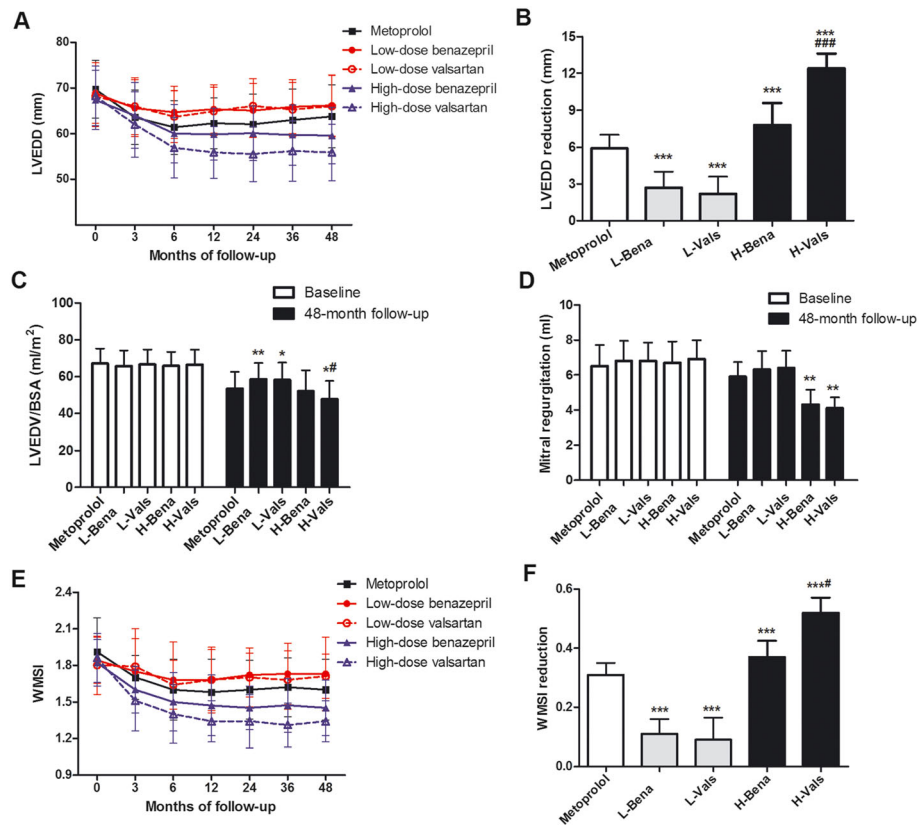 A
Metoprolol
Low-dose benazepril
Low-dose valsartan
High-dose benazepril
High-dose valsartan
LVEDD (mm)
70
60
50
0 3 6 12 24 36 48
Months of follow-up
B
LVEDD reduction (mm)
15
12
9
6
3
0
***
***
***
***
###
Metoprolol
L-Bena
L-Vals
H-Bena
H-Vals
C
Baseline
48-month follow-up
LVEDV/BSA (ml/m²)
100
80
60
40
20
0
**
*
*#
Metoprolol
L-Bena
L-Vals
H-Bena
H-Vals
Metoprolol
L-Bena
L-Vals
H-Bena
H-Vals
D
Baseline
48-month follow-up
Mitral regurgitation (ml)
8
6
4
2
0
**
**
Metoprolol
L-Bena
L-Vals
H-Bena
H-Vals
Metoprolol
L-Bena
L-Vals
H-Bena
H-Vals
E
Metoprolol
Low-dose benazepril
Low-dose valsartan
High-dose benazepril
High-dose valsartan
WMSI
2.4
2.1
1.8
1.5
1.2
0.9
0 3 6 12 24 36 48
Months of follow-up
F
WMSI reduction
0.6
0.4
0.2
0.0
***
***
***
***#
Metoprolol
L-Bena
L-Vals
H-Bena
H-Vals